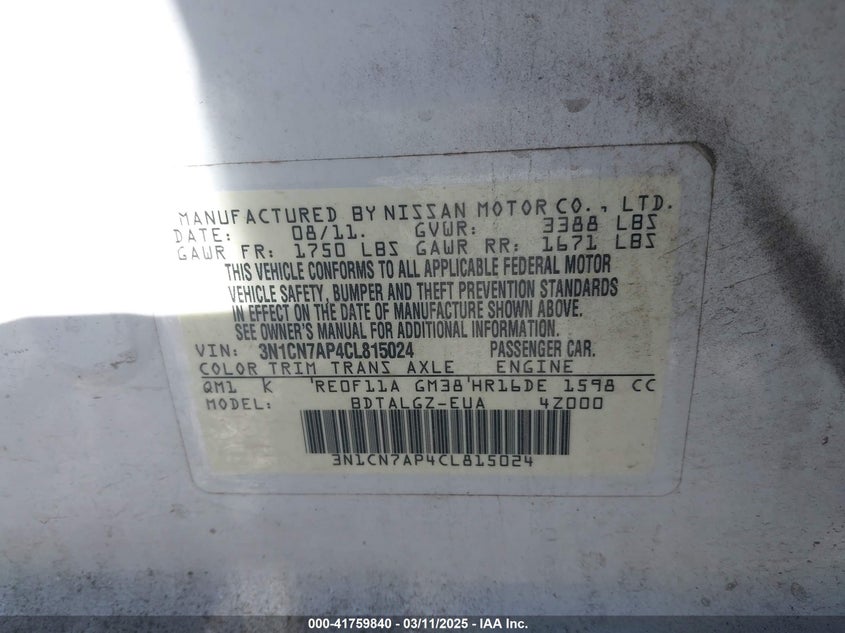 MANUFACTURED BY NISSAN MOTOR CO., LTD.
DATE: 08/11. GVWR: 3388 LBS
GAWR FR: 1750 LBS GAWR RR: 1671 LBS
THIS VEHICLE CONFORMS TO ALL APPLICABLE FEDERAL MOTOR
VEHICLE SAFETY, BUMPER AND THEFT PREVENTION STANDARDS
IN EFFECT ON THE DATE OF MANUFACTURE SHOWN ABOVE.
SEE OWNER'S MANUAL FOR ADDITIONAL INFORMATION.
VIN: 3N1CN7AP4CL815024 PASSENGER CAR.
COLOR TRIM TRANS AXLE ENGINE
QM1 K 'RE0F11A GM38'HR16DE 1598 CC
MODEL: BDTALGZ-EUA 4Z000
3N1CN7AP4CL815024
000-41759840 - 03/11/2025 - IAA Inc.